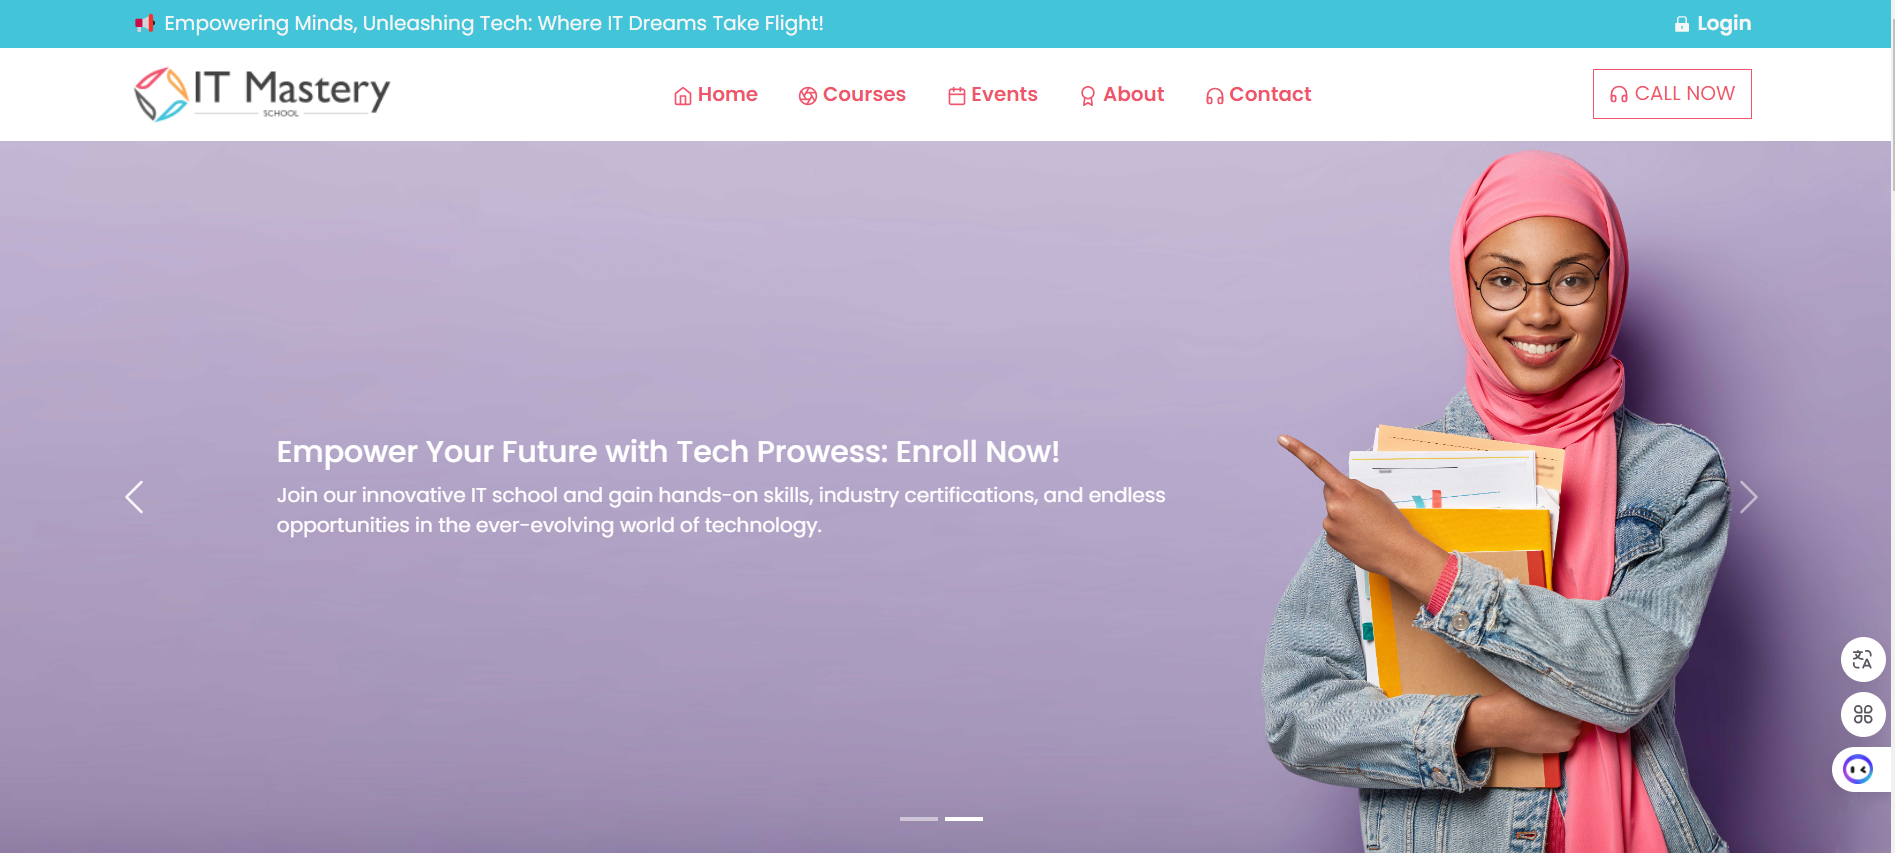 Empowering Minds, Unleashing Tech: Where IT Dreams Take Flight!
Login
IT Mastery
SCHOOL
Home
Courses
Events
About
Contact
CALL NOW
Empower Your Future with Tech Prowess: Enroll Now!
Join our innovative IT school and gain hands-on skills, industry certifications, and endless
opportunities in the ever-evolving world of technology.